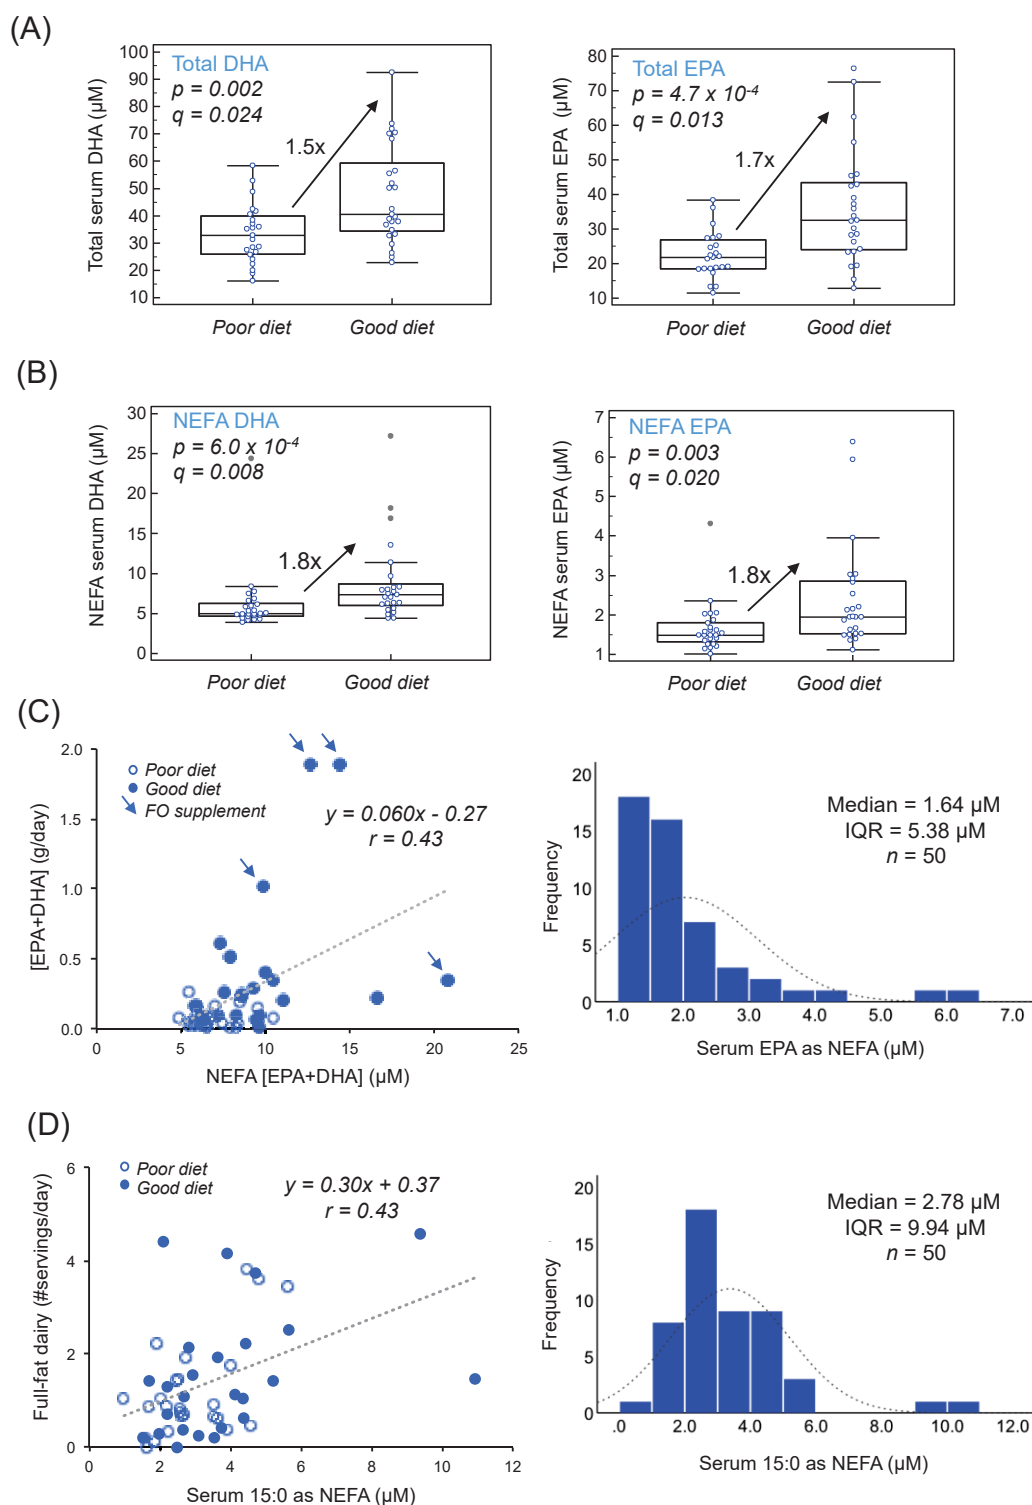 (A)
Total DHA
p = 0.002
q = 0.024
1.5x
Total serum DHA (µM)
100
90
80
70
60
50
40
30
20
10
Poor diet
Good diet
Total EPA
p = 4.7 x 10-4
q = 0.013
1.7x
Total serum EPA (µM)
80
70
60
50
40
30
20
10
Poor diet
Good diet
(B)
NEFA DHA
p = 6.0 x 10-4
q = 0.008
1.8x
NEFA serum DHA (µM)
30
25
20
15
10
5
0
Poor diet
Good diet
NEFA EPA
p = 0.003
q = 0.020
1.8x
NEFA serum EPA (µM)
7
6
5
4
3
2
1
Poor diet
Good diet
(C)
Poor diet
Good diet
FO supplement
y = 0.060x - 0.27
r = 0.43
[EPA+DHA] (g/day)
2.0
1.5
1.0
0.5
0.0
0 5 10 15 20 25
NEFA [EPA+DHA] (µM)
Median = 1.64 µM
IQR = 5.38 µM
n = 50
Frequency
20
15
10
5
0
1.0 2.0 3.0 4.0 5.0 6.0 7.0
Serum EPA as NEFA (µM)
(D)
Poor diet
Good diet
y = 0.30x + 0.37
r = 0.43
Full-fat dairy (#servings/day)
6
4
2
0
0 2 4 6 8 10 12
Serum 15:0 as NEFA (µM)
Median = 2.78 µM
IQR = 9.94 µM
n = 50
Frequency
20
15
10
5
0
.0 2.0 4.0 6.0 8.0 10.0 12.0
Serum 15:0 as NEFA (µM)